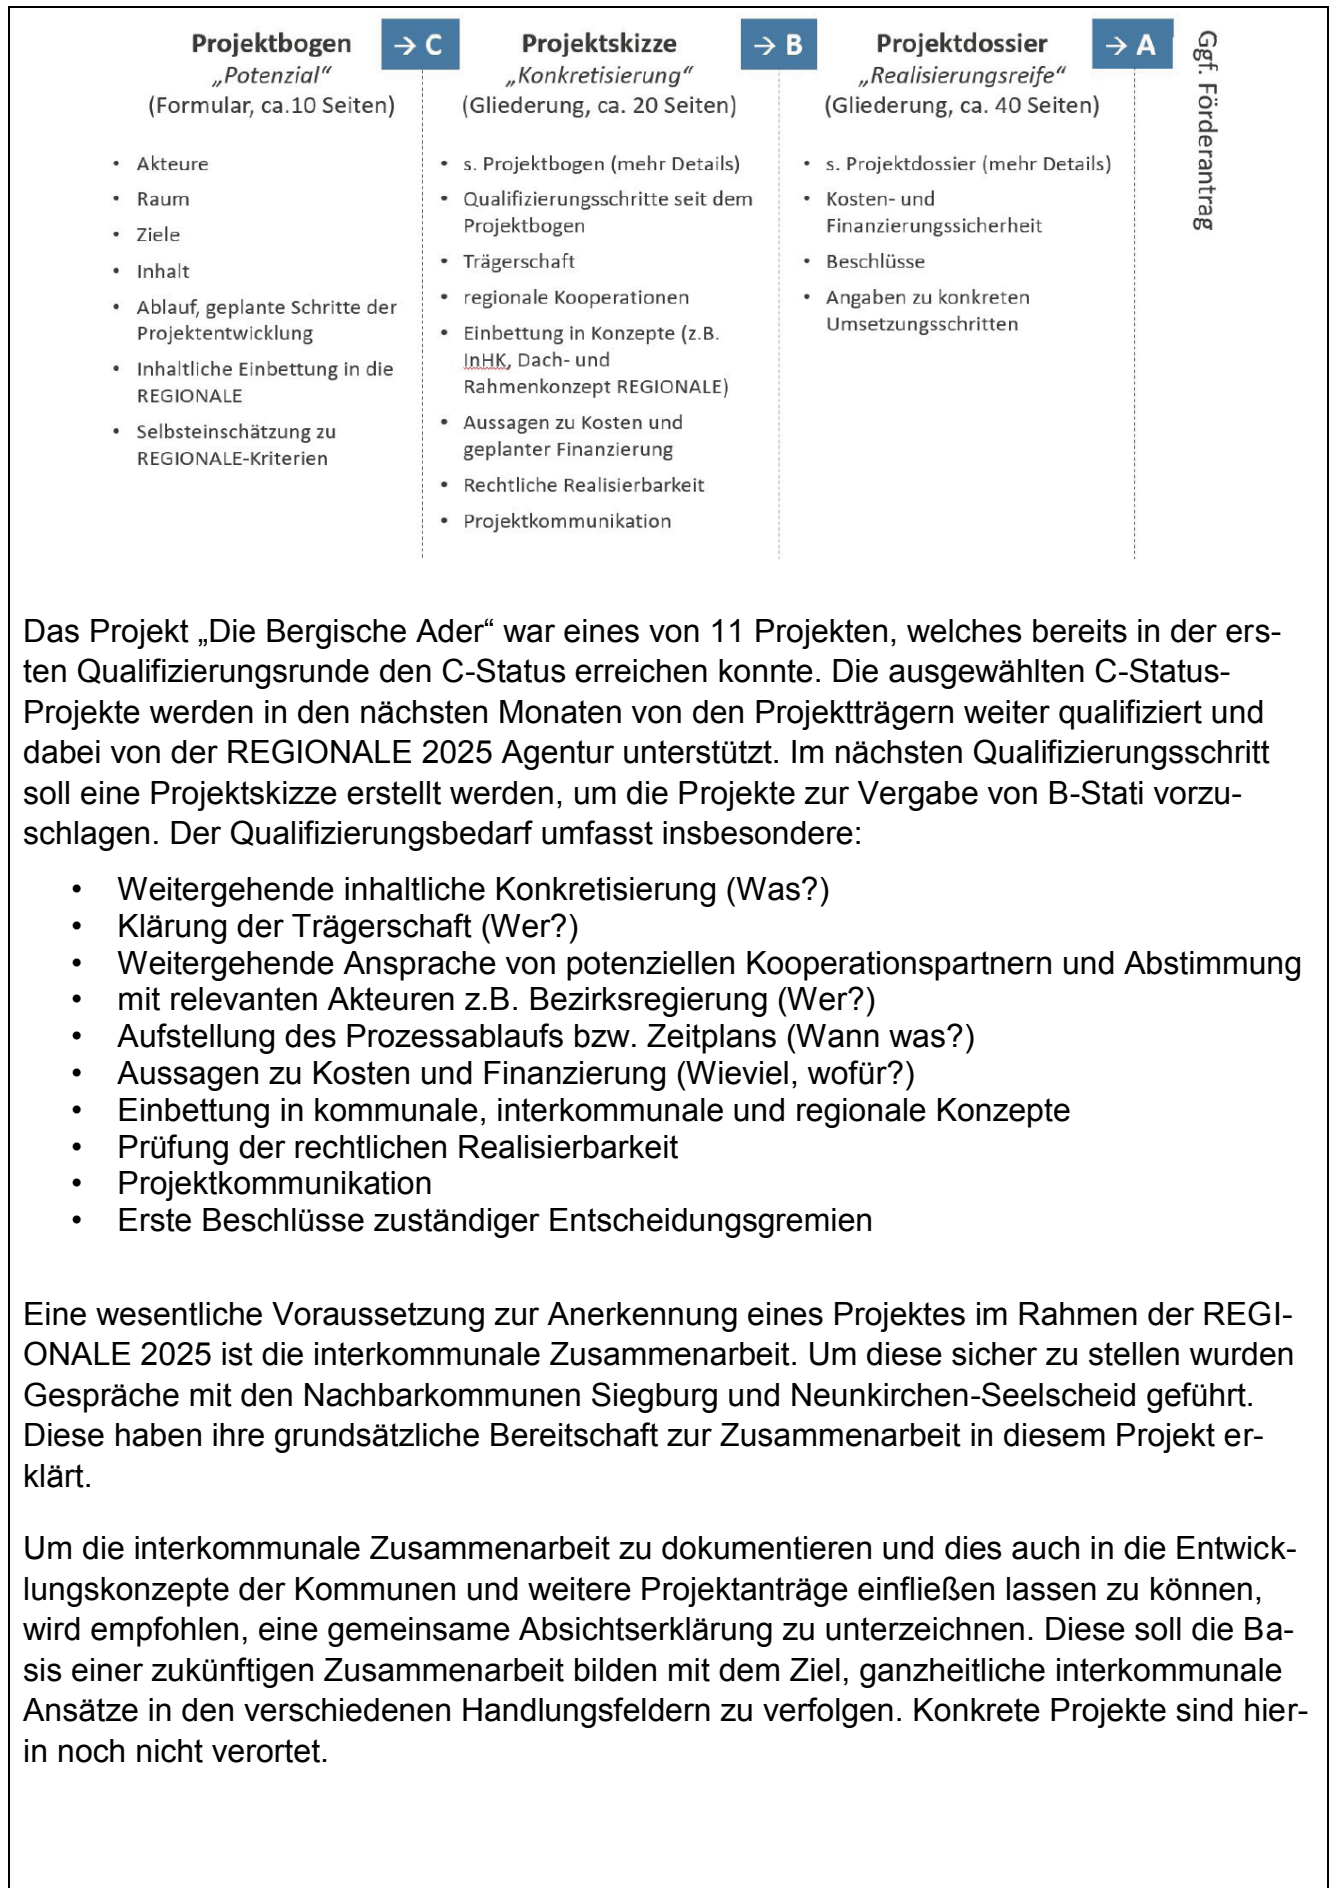 Projektbogen
„Potenzial“
(Formular, ca.10 Seiten)
→ C
• Akteure
• Raum
• Ziele
• Inhalt
• Ablauf, geplante Schritte der
Projektentwicklung
• Inhaltliche Einbettung in die
REGIONALE
• Selbsteinschätzung zu
REGIONALE-Kriterien
Projektskizze
„Konkretisierung“
(Gliederung, ca. 20 Seiten)
→ B
• s. Projektbogen (mehr Details)
• Qualifizierungsschritte seit dem
Projektbogen
• Trägerschaft
• regionale Kooperationen
• Einbettung in Konzepte (z.B.
InHK, Dach- und
Rahmenkonzept REGIONALE)
• Aussagen zu Kosten und
geplanter Finanzierung
• Rechtliche Realisierbarkeit
• Projektkommunikation
Projektdossier
„Realisierungsreife“
(Gliederung, ca. 40 Seiten)
→ A
• s. Projektdossier (mehr Details)
• Kosten- und
Finanzierungssicherheit
• Beschlüsse
• Angaben zu konkreten
Umsetzungsschritten
Ggf. Förderantrag
Das Projekt „Die Bergische Ader“ war eines von 11 Projekten, welches bereits in der ers-
ten Qualifizierungsrunde den C-Status erreichen konnte. Die ausgewählten C-Status-
Projekte werden in den nächsten Monaten von den Projektträgern weiter qualifiziert und
dabei von der REGIONALE 2025 Agentur unterstützt. Im nächsten Qualifizierungsschritt
soll eine Projektskizze erstellt werden, um die Projekte zur Vergabe von B-Stati vorzu-
schlagen. Der Qualifizierungsbedarf umfasst insbesondere:
• Weitergehende inhaltliche Konkretisierung (Was?)
• Klärung der Trägerschaft (Wer?)
• Weitergehende Ansprache von potenziellen Kooperationspartnern und Abstimmung
• mit relevanten Akteuren z.B. Bezirksregierung (Wer?)
• Aufstellung des Prozessablaufs bzw. Zeitplans (Wann was?)
• Aussagen zu Kosten und Finanzierung (Wieviel, wofür?)
• Einbettung in kommunale, interkommunale und regionale Konzepte
• Prüfung der rechtlichen Realisierbarkeit
• Projektkommunikation
• Erste Beschlüsse zuständiger Entscheidungsgremien
Eine wesentliche Voraussetzung zur Anerkennung eines Projektes im Rahmen der REGI-
ONALE 2025 ist die interkommunale Zusammenarbeit. Um diese sicher zu stellen wurden
Gespräche mit den Nachbarkommunen Siegburg und Neunkirchen-Seelscheid geführt.
Diese haben ihre grundsätzliche Bereitschaft zur Zusammenarbeit in diesem Projekt er-
klärt.
Um die interkommunale Zusammenarbeit zu dokumentieren und dies auch in die Entwick-
lungskonzepte der Kommunen und weitere Projektanträge einfließen lassen zu können,
wird empfohlen, eine gemeinsame Absichtserklärung zu unterzeichnen. Diese soll die Ba-
sis einer zukünftigen Zusammenarbeit bilden mit dem Ziel, ganzheitliche interkommunale
Ansätze in den verschiedenen Handlungsfeldern zu verfolgen. Konkrete Projekte sind hier-
in noch nicht verortet.